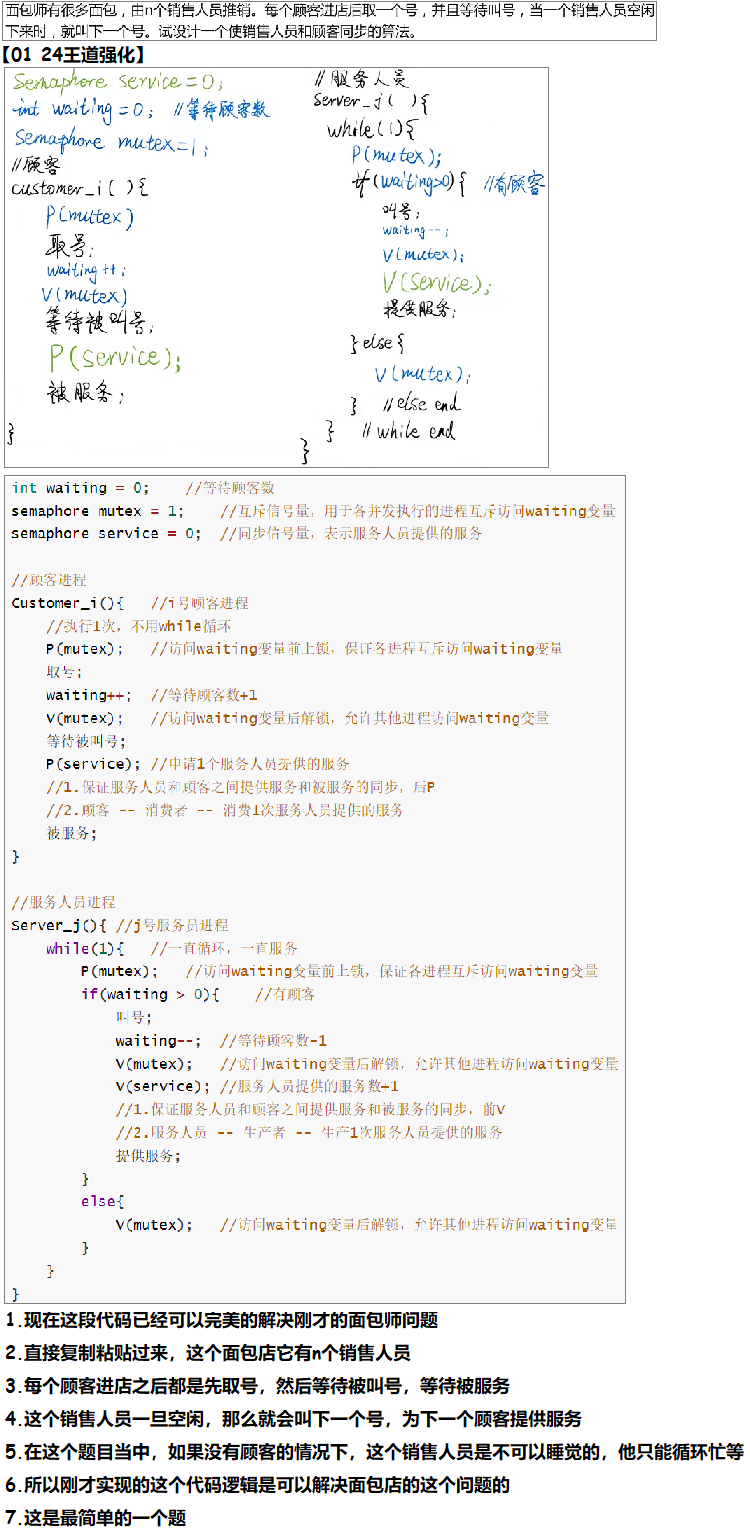 面包师有很多面包，由n个销售人员推销。每个顾客进店后取一个号，并且等待叫号，当一个销售人员空闲
下来时，就叫下一个号。试设计一个使销售人员和顾客同步的算法。
【01 24王道强化】
Semaphore service=0;
int waiting=0; //等待顾客数
Semaphore mutex=1;
//顾客
customer_i( ){
P(mutex)
取号;
waiting++;
V(mutex)
等待被叫号;
P(service);
被服务;
}
//服务人员
Server_j( ){
while(1){
P(mutex);
if(waiting>0){ //有顾客
叫号;
waiting--;
V(mutex);
V(service);
提供服务;
}else{
V(mutex);
} //else end
} //while end
}
int waiting = 0; //等待顾客数
semaphore mutex = 1; //互斥信号量，用于各并发执行的进程互斥访问waiting变量
semaphore service = 0; //同步信号量，表示服务人员提供的服务
//顾客进程
Customer_i(){ //i号顾客进程
//执行1次，不用while循环
P(mutex); //访问waiting变量前上锁，保证各进程互斥访问waiting变量
取号;
waiting++; //等待顾客数+1
V(mutex); //访问waiting变量后解锁，允许其他进程访问waiting变量
等待被叫号;
P(service); //申请1个服务人员提供的服务
//1.保证服务人员和顾客之间提供服务和被服务的同步，后P
//2.顾客 -- 消费者 -- 消费1次服务人员提供的服务
被服务;
}
//服务人员进程
Server_j(){ //j号服务员进程
while(1){ //一直循环，一直服务
P(mutex); //访问waiting变量前上锁，保证各进程互斥访问waiting变量
if(waiting > 0){ //有顾客
叫号;
waiting--; //等待顾客数-1
V(mutex); //访问waiting变量后解锁，允许其他进程访问waiting变量
V(service); //服务人员提供的服务数+1
//1.保证服务人员和顾客之间提供服务和被服务的同步，前V
//2.服务人员 -- 生产者 -- 生产1次服务人员提供的服务
提供服务;
}
else{
V(mutex); //访问waiting变量后解锁，允许其他进程访问waiting变量
}
}
}
1.现在这段代码已经可以完美的解决刚才的面包师问题
2.直接复制粘贴过来，这个面包店它有n个销售人员
3.每个顾客进店之后都是先取号，然后等待被叫号，等待被服务
4.这个销售人员一旦空闲，那么就会叫下一个号，为下一个顾客提供服务
5.在这个题目当中，如果没有顾客的情况下，这个销售人员是不可以睡觉的，他只能循环忙等
6.所以刚才实现的这个代码逻辑是可以解决面包店的这个问题的
7.这是最简单的一个题